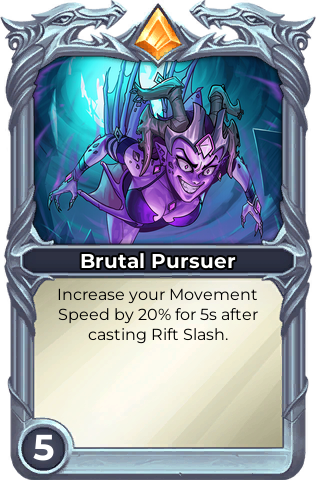 Brutal Pursuer
Increase your Movement
Speed by 20% for 5s after
casting Rift Slash.
5